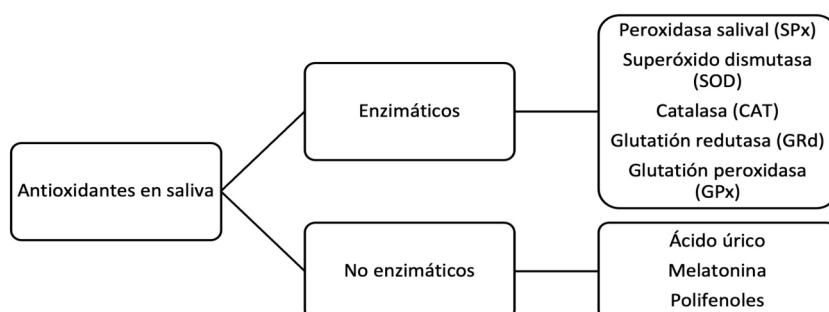 Antioxidantes en saliva
Enzimáticos
Peroxidasa salival (SPx)
Superóxido dismutasa
(SOD)
Catalasa (CAT)
Glutatión redutasa (GRd)
Glutatión peroxidasa
(GPx)
No enzimáticos
Ácido úrico
Melatonina
Polifenoles